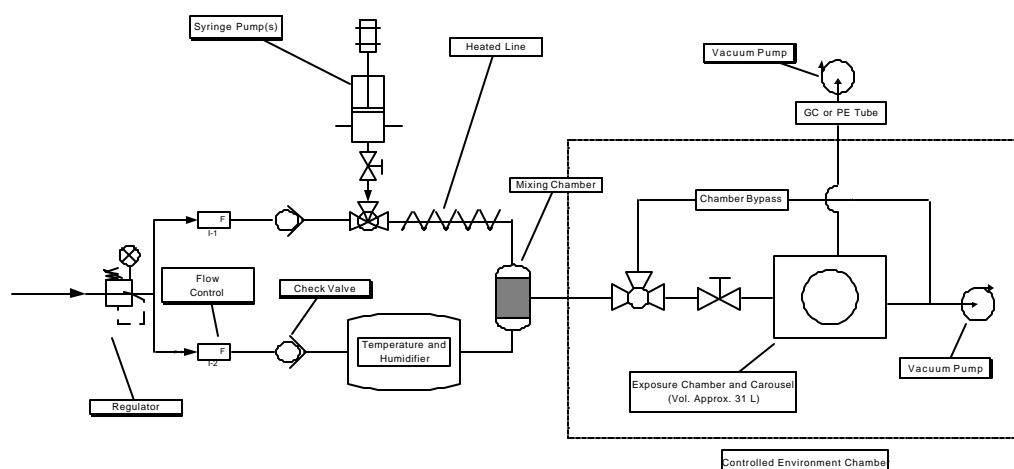 Syringe Pump(s)
Heated Line
Vacuum Pump
GC or PE Tube
Mixing Chamber
Chamber Bypass
F
I-1
Flow
Control
Check Valve
F
I-2
Temperature and
Humidifier
Regulator
Exposure Chamber and Carousel
(Vol. Approx. 31 L)
Vacuum Pump
Controlled Environment Chamber